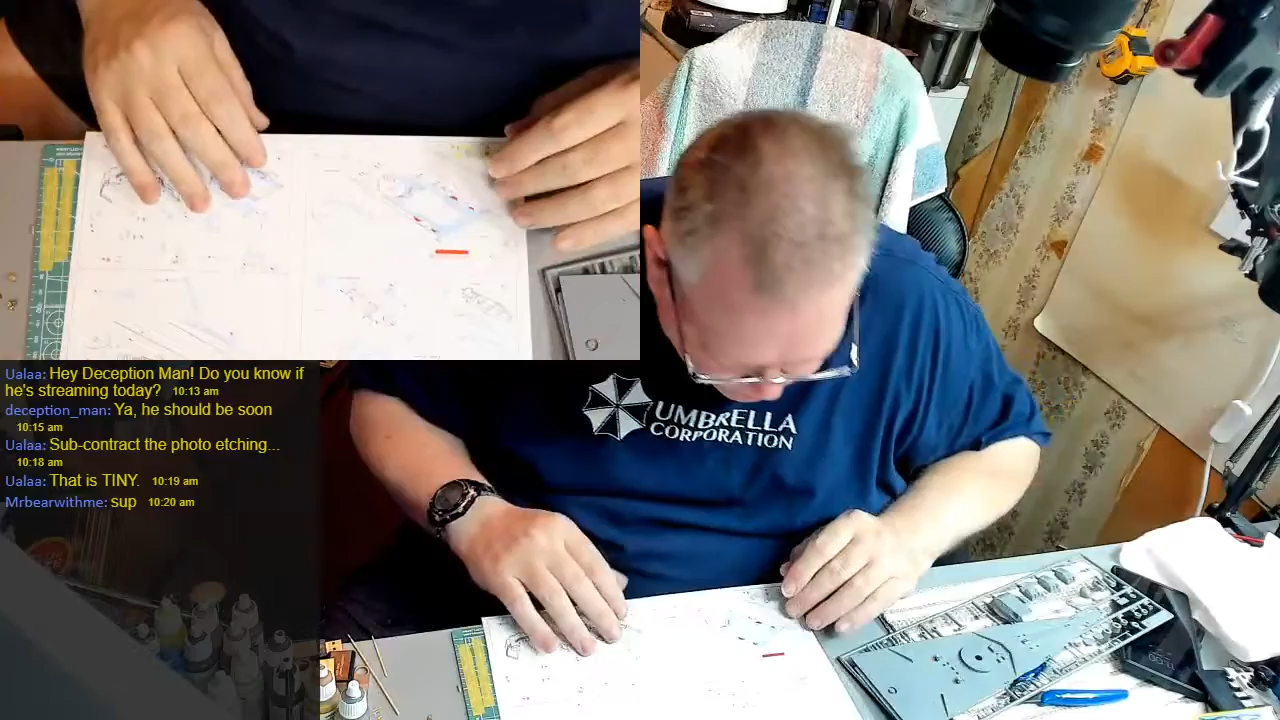 Ualaa: Hey Deception Man! Do you know if
he's streaming today? 10:13 am
deception_man: Ya, he should be soon
10:15 am
Ualaa: Sub-contract the photo etching...
10:18 am
Ualaa: That is TINY. 10:19 am
Mrbearwithme: sup 10:20 am
UMBRELLA
CORPORATION